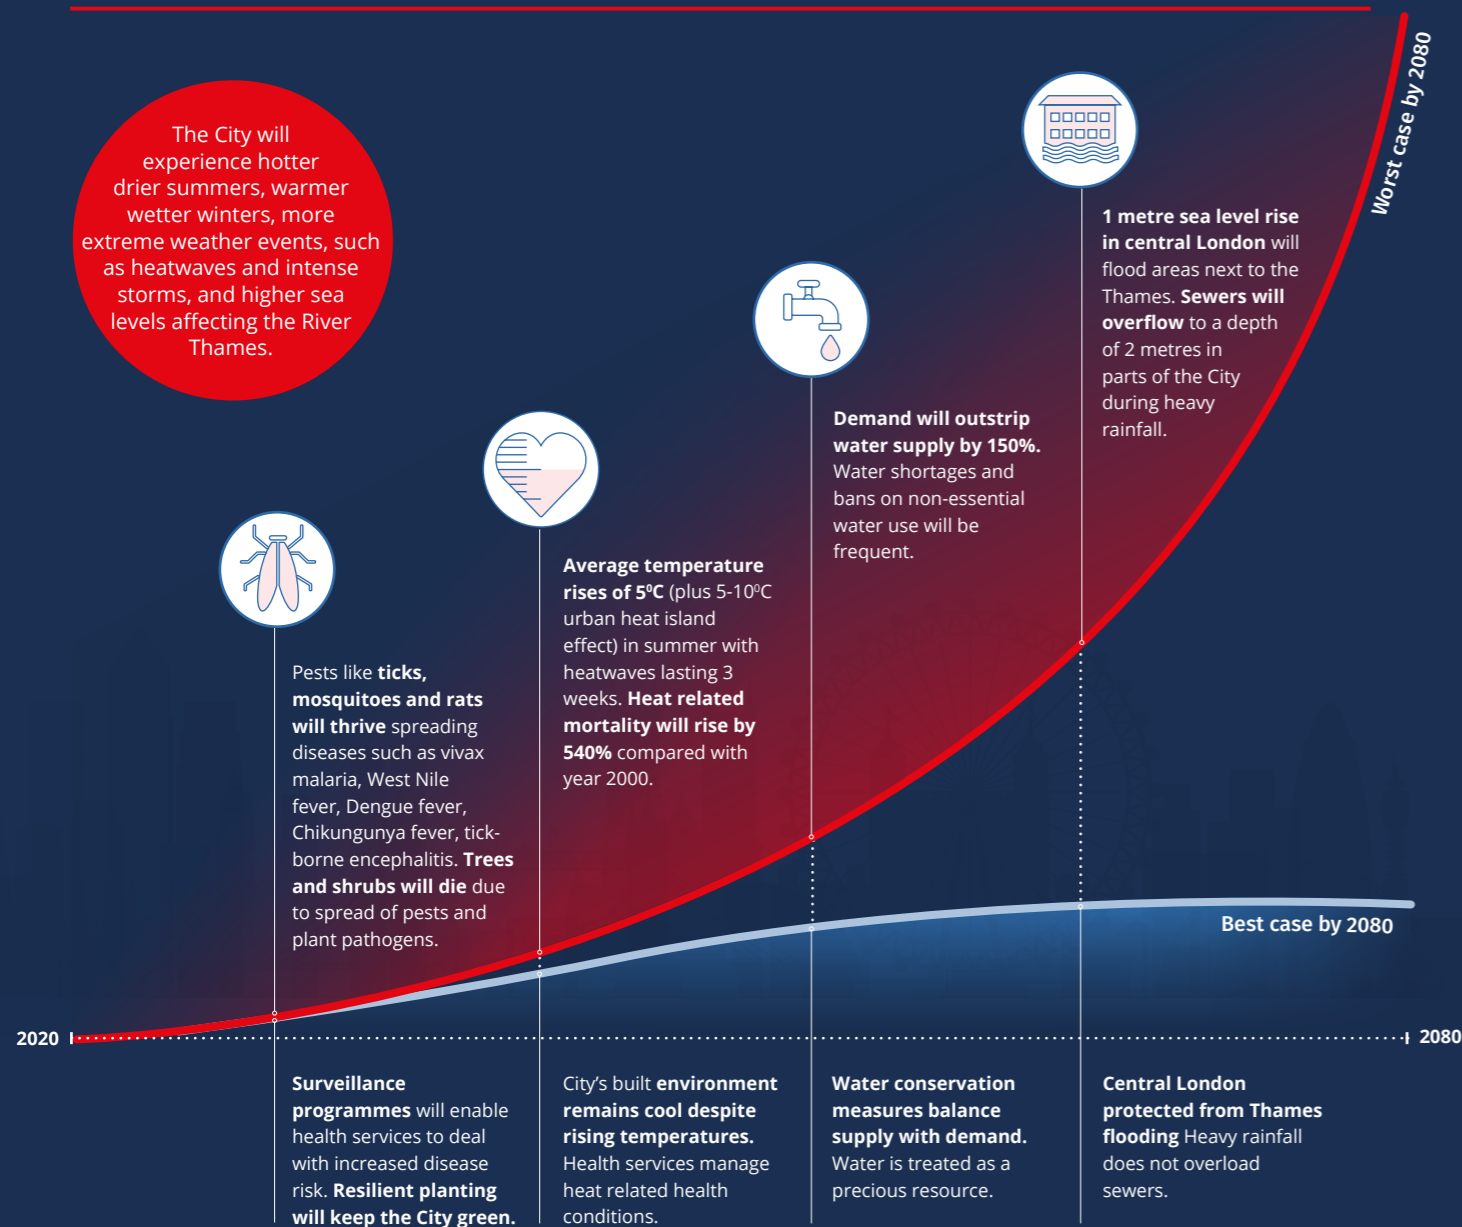 The City will
experience hotter
drier summers, warmer
wetter winters, more
extreme weather events, such
as heatwaves and intense
storms, and higher sea
levels affecting the River
Thames.
Pests like ticks,
mosquitoes and rats
will thrive spreading
diseases such as vivax
malaria, West Nile
fever, Dengue fever,
Chikungunya fever, tick-
borne encephalitis. Trees
and shrubs will die due
to spread of pests and
plant pathogens.
Average temperature
rises of 5⁰C (plus 5-10⁰C
urban heat island
effect) in summer with
heatwaves lasting 3
weeks. Heat related
mortality will rise by
540% compared with
year 2000.
Demand will outstrip
water supply by 150%.
Water shortages and
bans on non-essential
water use will be
frequent.
1 metre sea level rise
in central London will
flood areas next to the
Thames. Sewers will
overflow to a depth
of 2 metres in
parts of the City
during heavy
rainfall.
Worst case by 2080
Best case by 2080
2020
2080
Surveillance
programmes will enable
health services to deal
with increased disease
risk. Resilient planting
will keep the City green.
City’s built environment
remains cool despite
rising temperatures.
Health services manage
heat related health
conditions.
Water conservation
measures balance
supply with demand.
Water is treated as a
precious resource.
Central London
protected from Thames
flooding Heavy rainfall
does not overload
sewers.